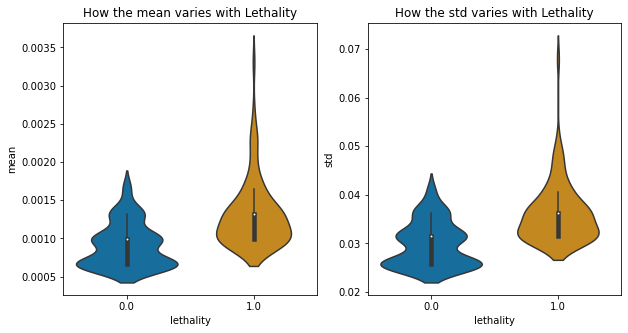 How the mean varies with Lethality
mean
0.0035
0.0030
0.0025
0.0020
0.0015
0.0010
0.0005
0.0
1.0
lethality
How the std varies with Lethality
std
0.07
0.06
0.05
0.04
0.03
0.02
0.0
1.0
lethality